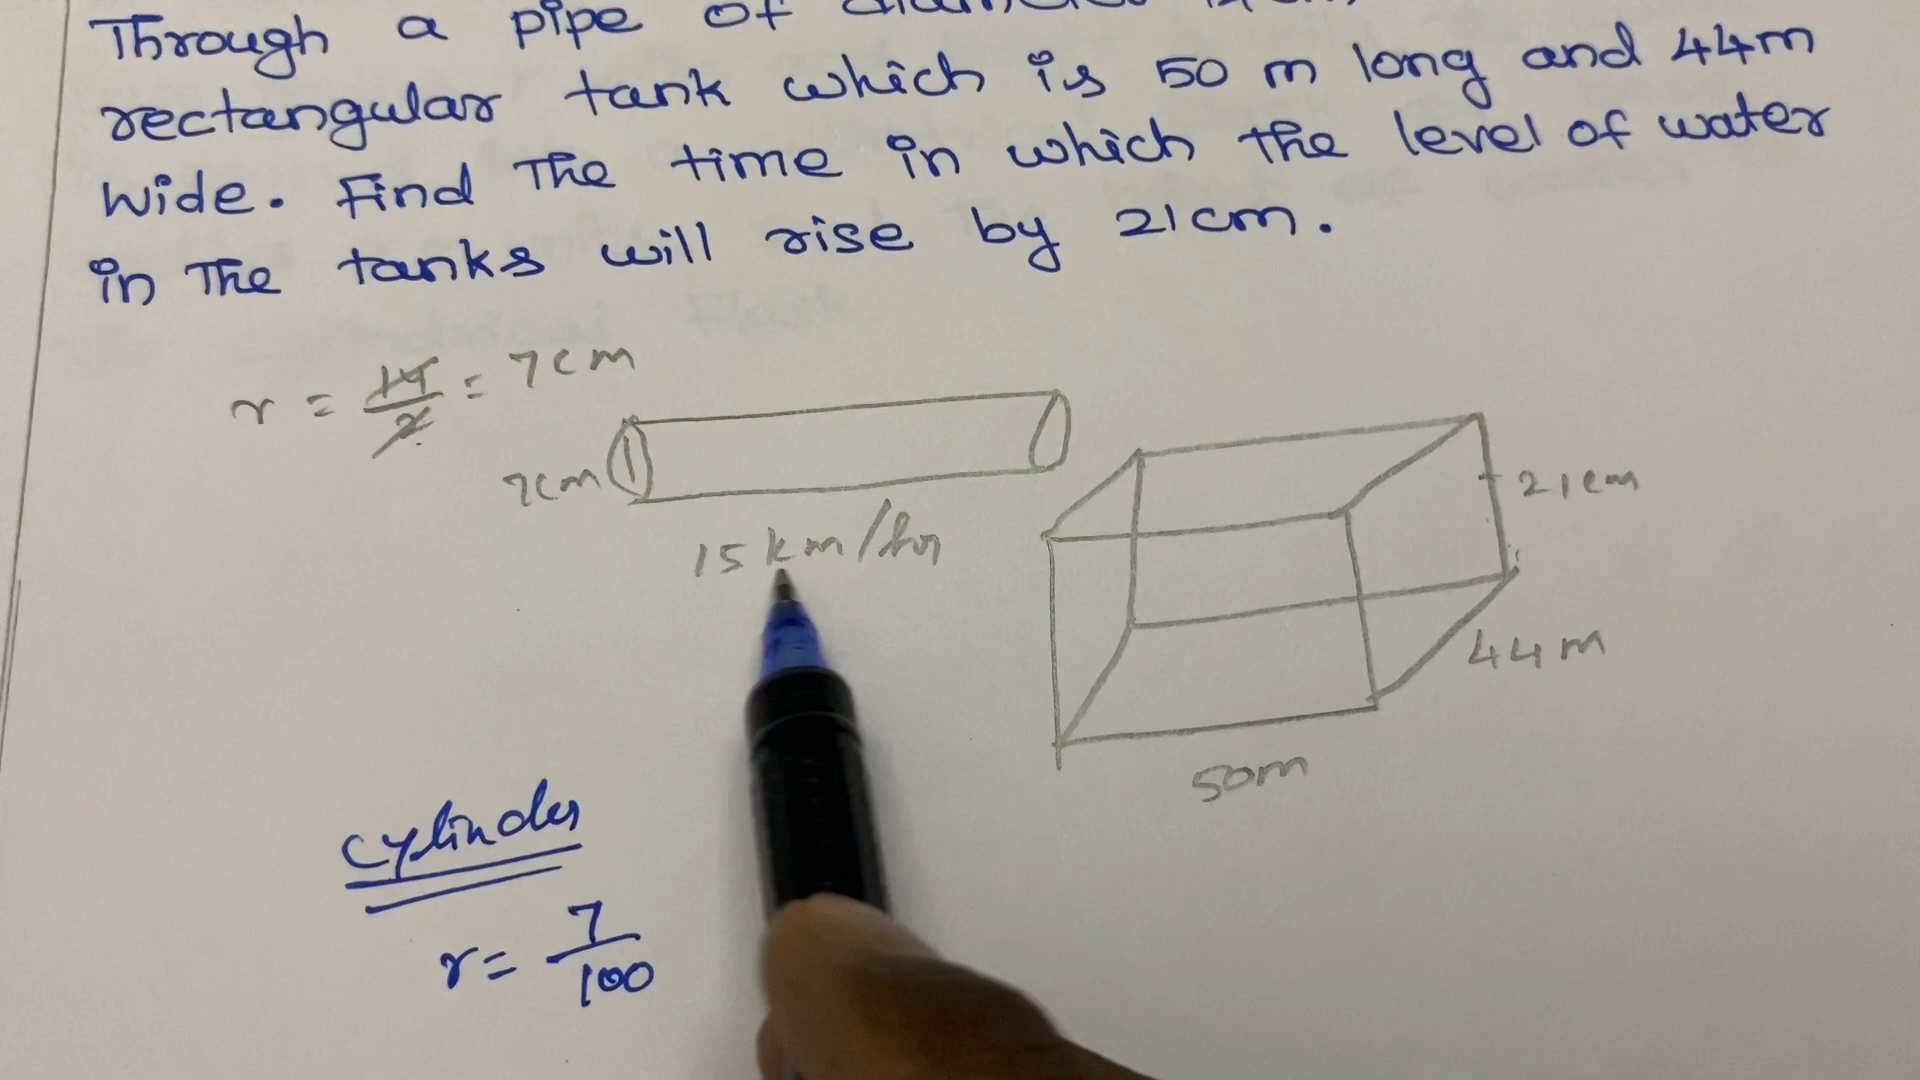 Through a pipe of
rectangular tank which is 50 m long and 44m
wide. Find The time in which the level of water
in The tanks will rise by 21cm.
r = 14/2 = 7cm
7cm
15 km/hr
21cm
44m
50m
Cylinder
r = 7/100